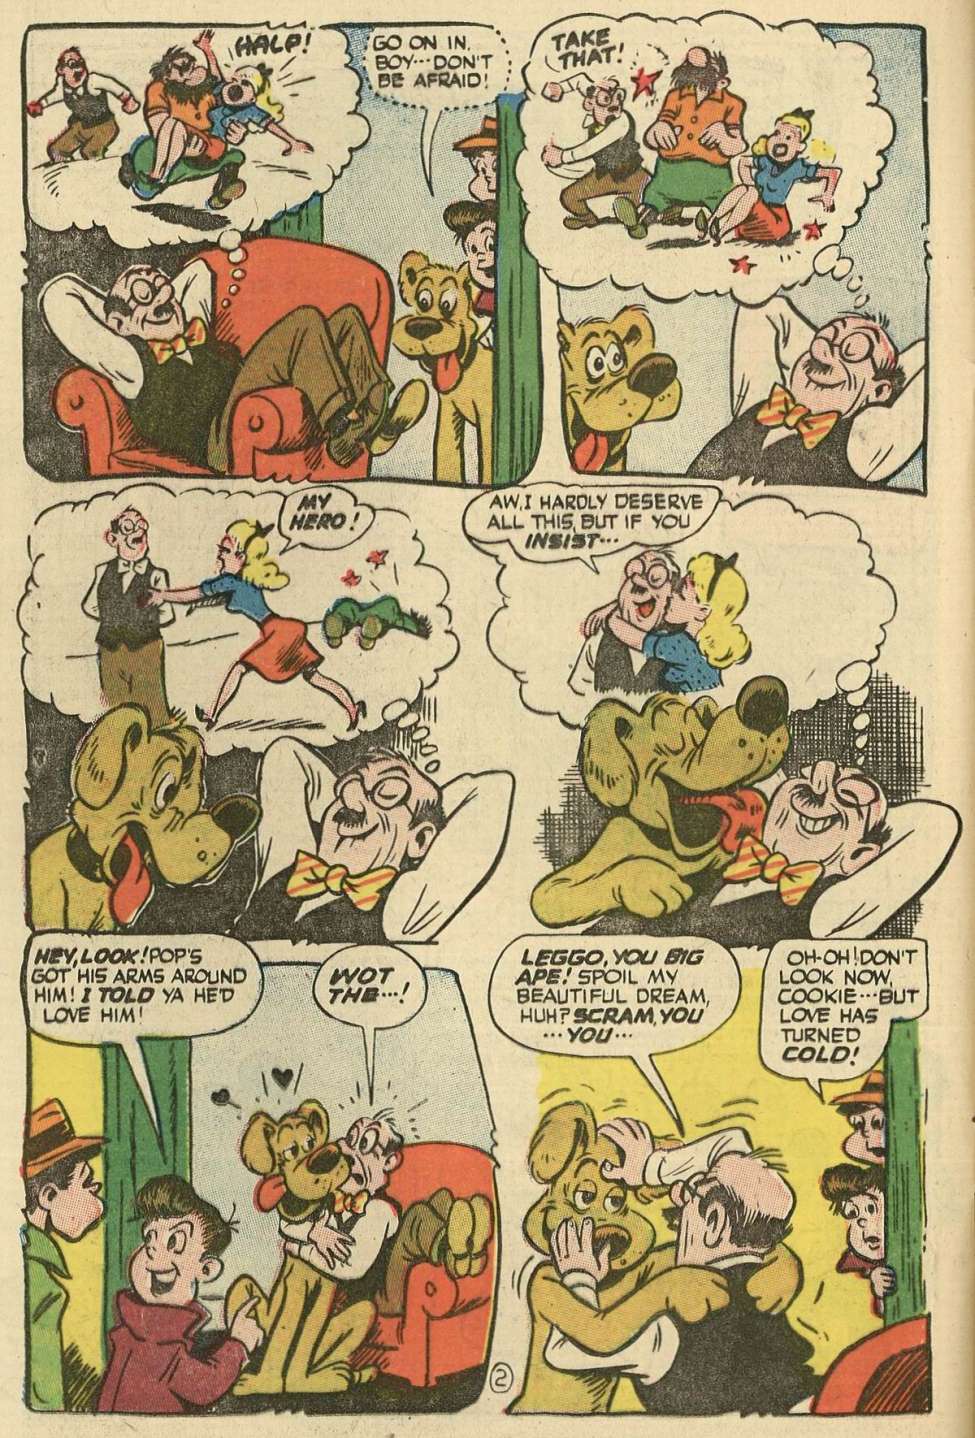 HALP!
GO ON IN,
BOY---DON'T
BE AFRAID!
TAKE
THAT!
MY
HERO!
AW, I HARDLY DESERVE
ALL THIS, BUT IF YOU
INSIST---
HEY, LOOK! POP'S
GOT HIS ARMS AROUND
HIM! I TOLD YA HE'D
LOVE HIM!
WOT
THE---!
LEGGO, YOU BIG
APE! SPOIL MY
BEAUTIFUL DREAM,
HUH? SCRAM, YOU
---YOU---
OH-OH! DON'T
LOOK NOW,
COOKIE---BUT
LOVE HAS
TURNED
COLD!
2